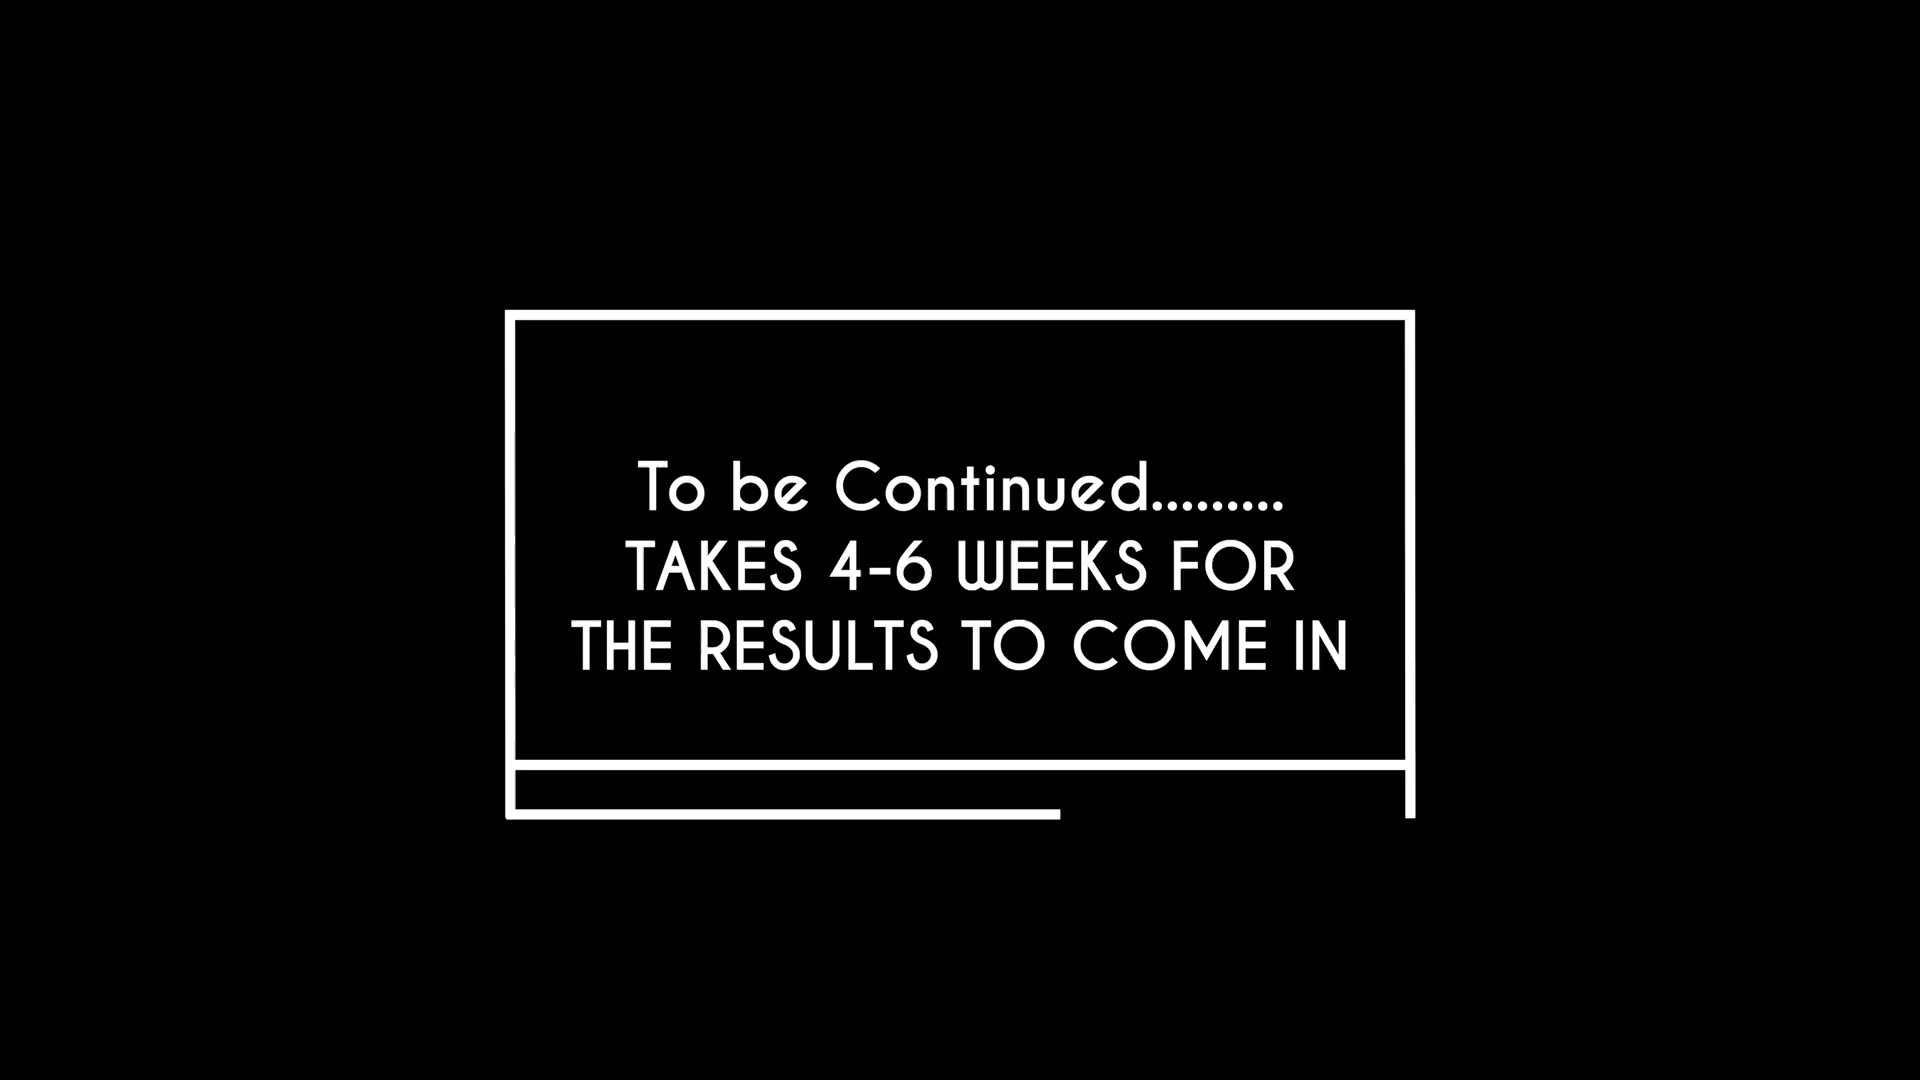 To be Continued.........
TAKES 4-6 WEEKS FOR
THE RESULTS TO COME IN